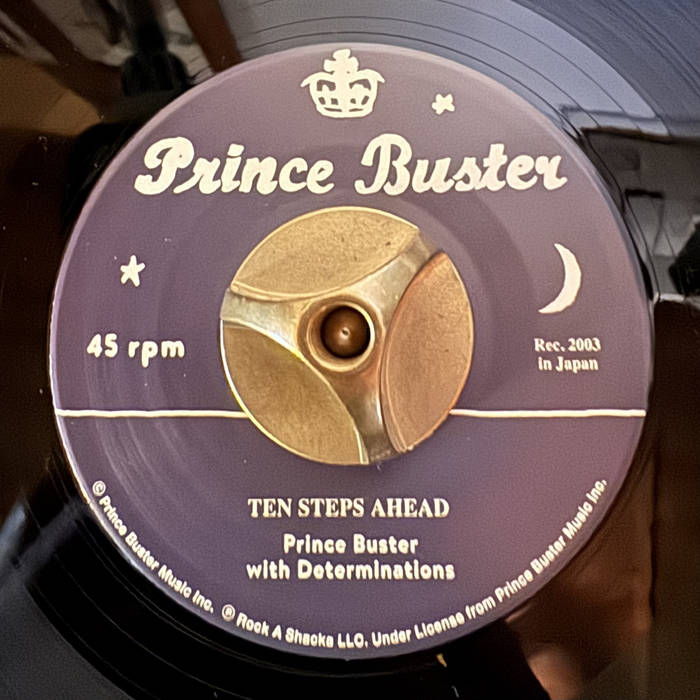 Prince Buster
45 rpm
Rec. 2003
in Japan
TEN STEPS AHEAD
Prince Buster
with Determinations
© Prince Buster Music Inc. ℗ Rock A Shacka LLC. Under License from Prince Buster Music Inc.